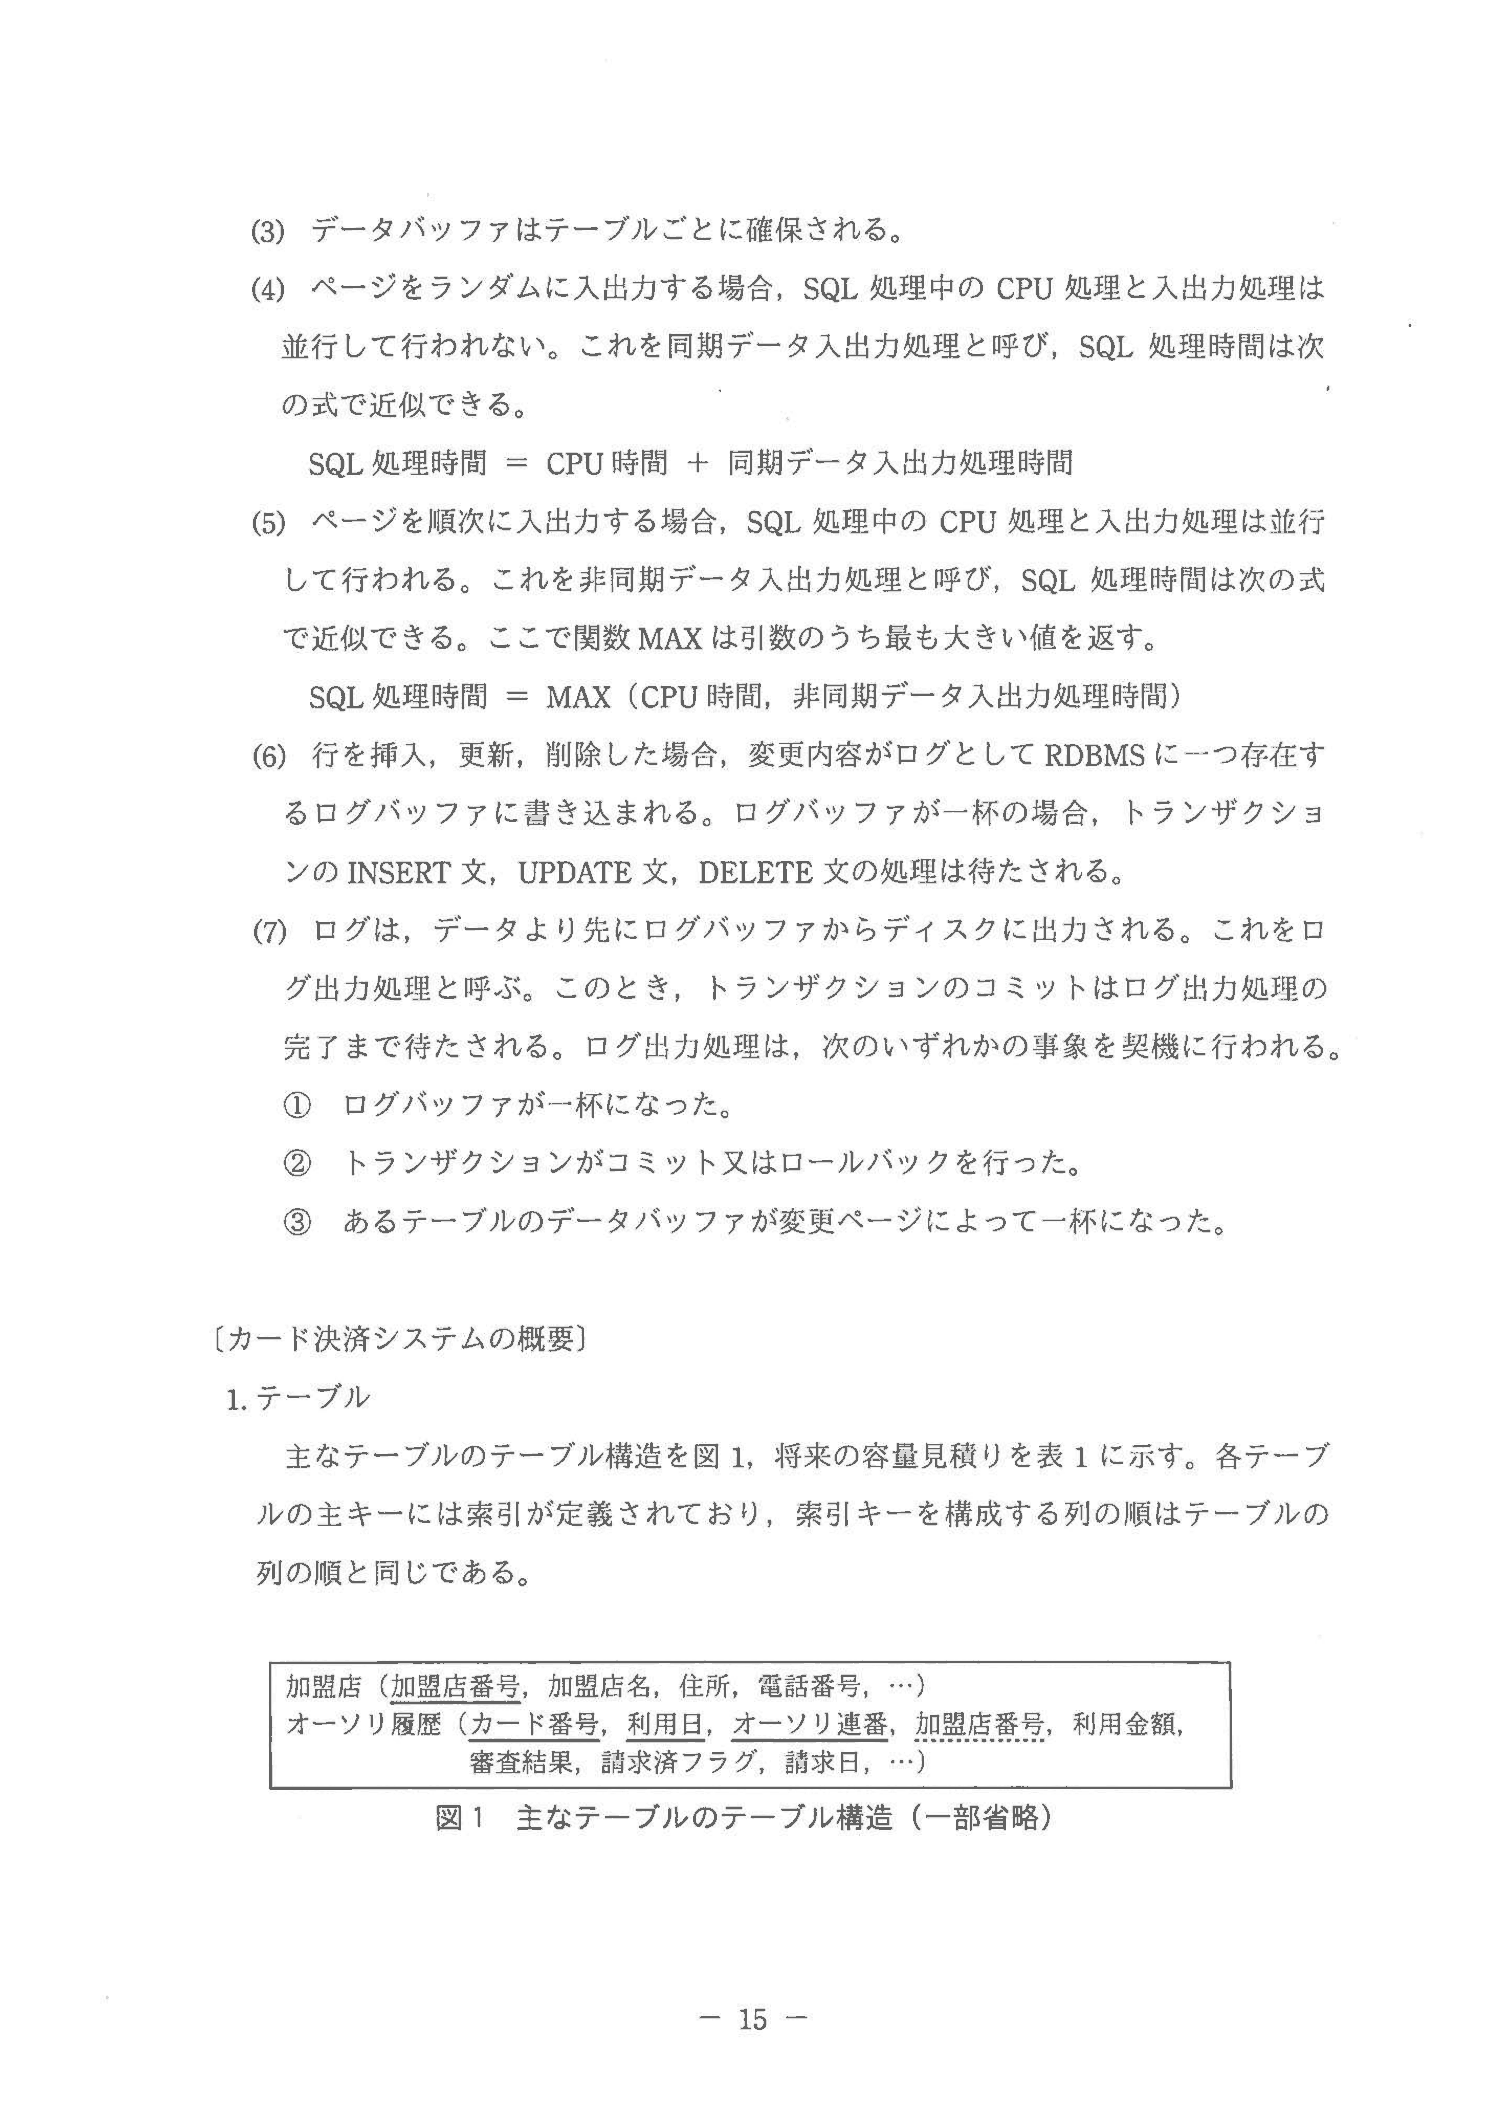 (3) データバッファはテーブルごとに確保される。
(4) ページをランダムに入出力する場合，SQL 処理中の CPU 処理と入出力処理は
並行して行われない。これを同期データ入出力処理と呼び，SQL 処理時間は次
の式で近似できる。
SQL 処理時間 ＝ CPU 時間 ＋ 同期データ入出力処理時間
(5) ページを順次に入出力する場合，SQL 処理中の CPU 処理と入出力処理は並行
して行われる。これを非同期データ入出力処理と呼び，SQL 処理時間は次の式
で近似できる。ここで関数 MAX は引数のうち最も大きい値を返す。
SQL 処理時間 ＝ MAX（CPU 時間，非同期データ入出力処理時間）
(6) 行を挿入，更新，削除した場合，変更内容がログとして RDBMS に一つ存在す
るログバッファに書き込まれる。ログバッファが一杯の場合，トランザクショ
ンの INSERT 文，UPDATE 文，DELETE 文の処理は待たされる。
(7) ログは，データより先にログバッファからディスクに出力される。これをロ
グ出力処理と呼ぶ。このとき，トランザクションのコミットはログ出力処理の
完了まで待たされる。ログ出力処理は，次のいずれかの事象を契機に行われる。
① ログバッファが一杯になった。
② トランザクションがコミット又はロールバックを行った。
③ あるテーブルのデータバッファが変更ページによって一杯になった。
〔カード決済システムの概要〕
1. テーブル
主なテーブルのテーブル構造を図 1，将来の容量見積りを表 1 に示す。各テーブ
ルの主キーには索引が定義されており，索引キーを構成する列の順はテーブルの
列の順と同じである。
加盟店（加盟店番号，加盟店名，住所，電話番号，…）
オーソリ履歴（カード番号，利用日，オーソリ連番，加盟店番号，利用金額，
審査結果，請求済フラグ，請求日，…）
図 1 主なテーブルのテーブル構造（一部省略）
－ 15 －